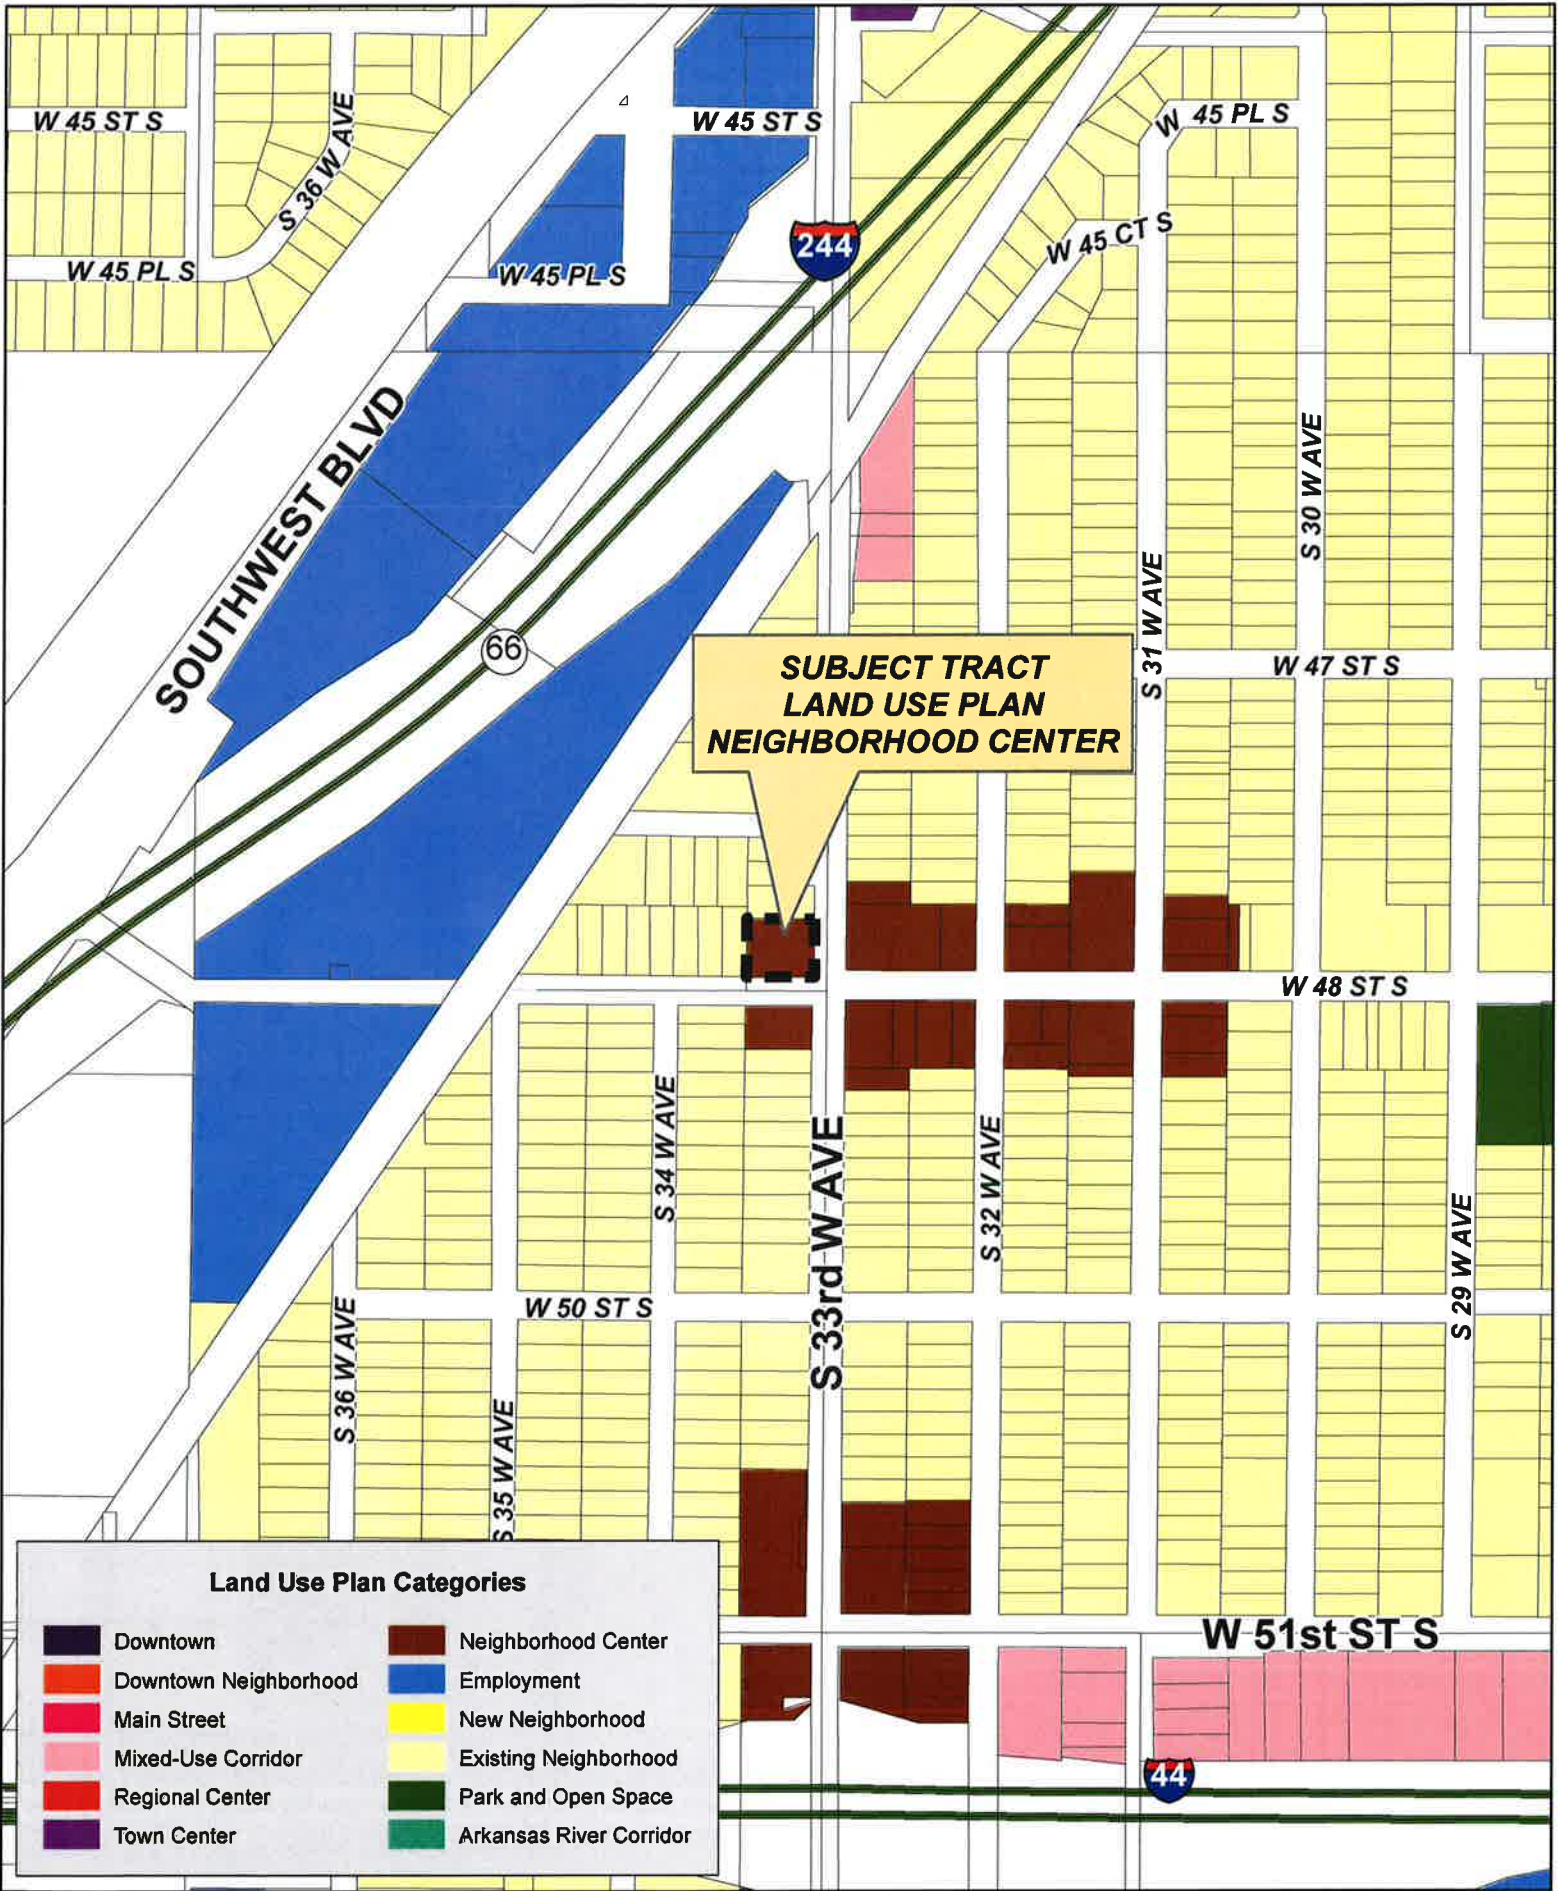 W 45 ST S
S 36 W AVE
W 45 PL S
W 45 ST S
W 45 PL S
244
W 45 PL S
W 45 CT S
SOUTHWEST BLVD
66
S 30 W AVE
S 31 W AVE
W 47 ST S
SUBJECT TRACT
LAND USE PLAN
NEIGHBORHOOD CENTER
W 48 ST S
S 34 W AVE
S 33rd W AVE
S 32 W AVE
S 29 W AVE
W 50 ST S
S 36 W AVE
S 35 W AVE
W 51st ST S
44
Land Use Plan Categories
Downtown
Downtown Neighborhood
Main Street
Mixed-Use Corridor
Regional Center
Town Center
Neighborhood Center
Employment
New Neighborhood
Existing Neighborhood
Park and Open Space
Arkansas River Corridor